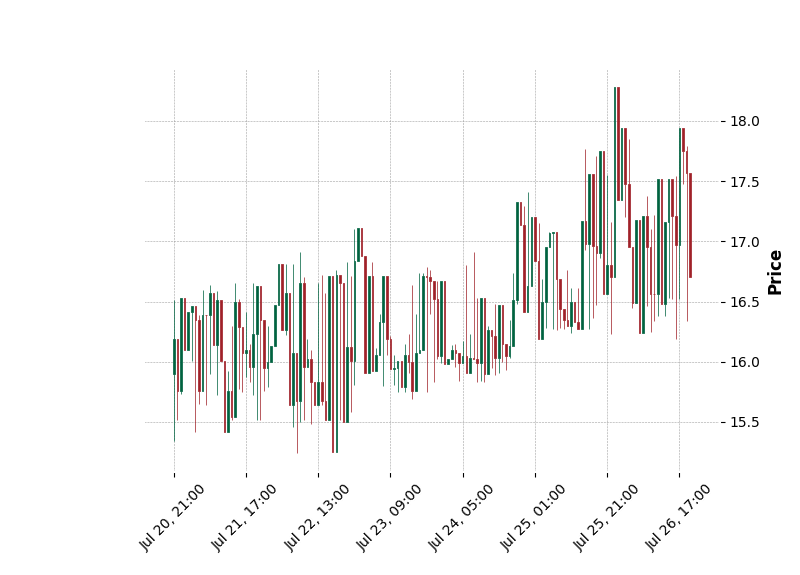 18.0
17.5
17.0
16.5
16.0
15.5
Price
Jul 20, 21:00
Jul 21, 17:00
Jul 22, 13:00
Jul 23, 09:00
Jul 24, 05:00
Jul 25, 01:00
Jul 25, 21:00
Jul 26, 17:00